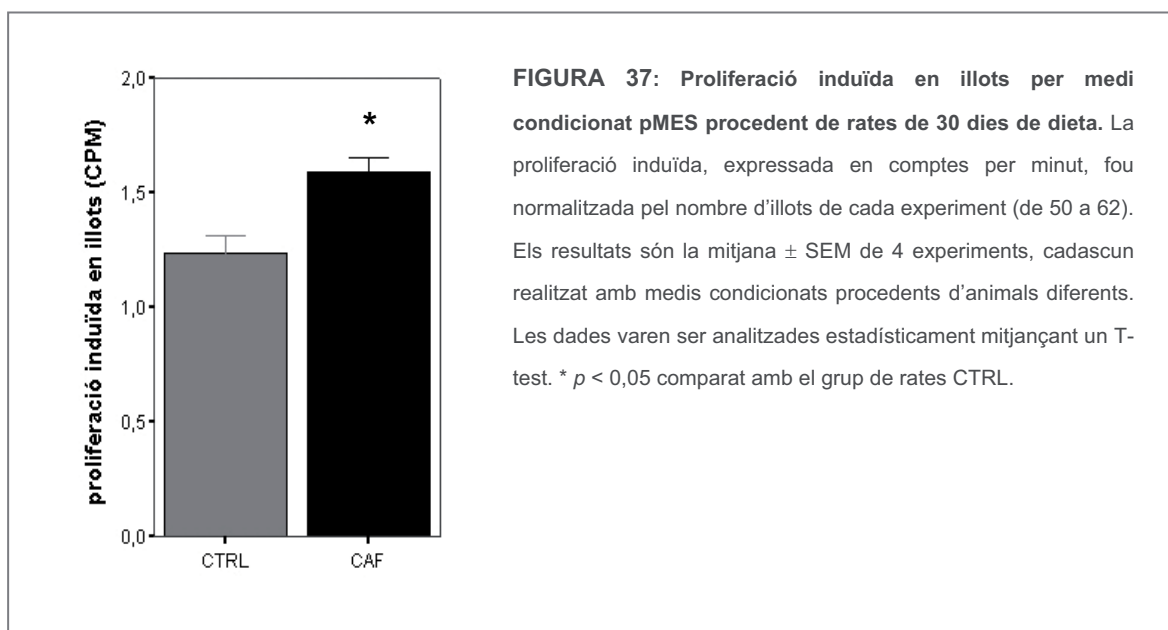 2,0
1,5
1,0
0,5
0,0
proliferació induïda en illots (CPM)
*
CTRL
CAF
FIGURA 37: Proliferació induïda en illots per medi
condicionat pMES procedent de rates de 30 dies de dieta. La
proliferació induïda, expressada en comptes per minut, fou
normalitzada pel nombre d’illots de cada experiment (de 50 a 62).
Els resultats són la mitjana ± SEM de 4 experiments, cadascun
realitzat amb medis condicionats procedents d’animals diferents.
Les dades varen ser analitzades estadísticament mitjançant un T-
test. * p < 0,05 comparat amb el grup de rates CTRL.